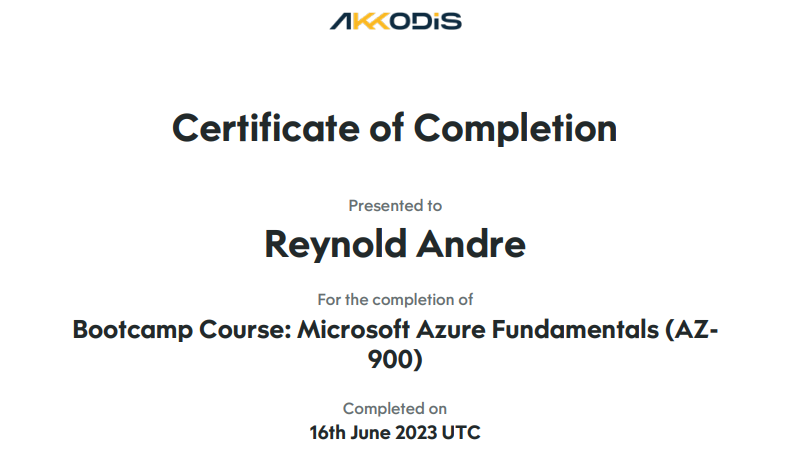 AKKODIS
Certificate of Completion
Presented to
Reynold Andre
For the completion of
Bootcamp Course: Microsoft Azure Fundamentals (AZ-
900)
Completed on
16th June 2023 UTC